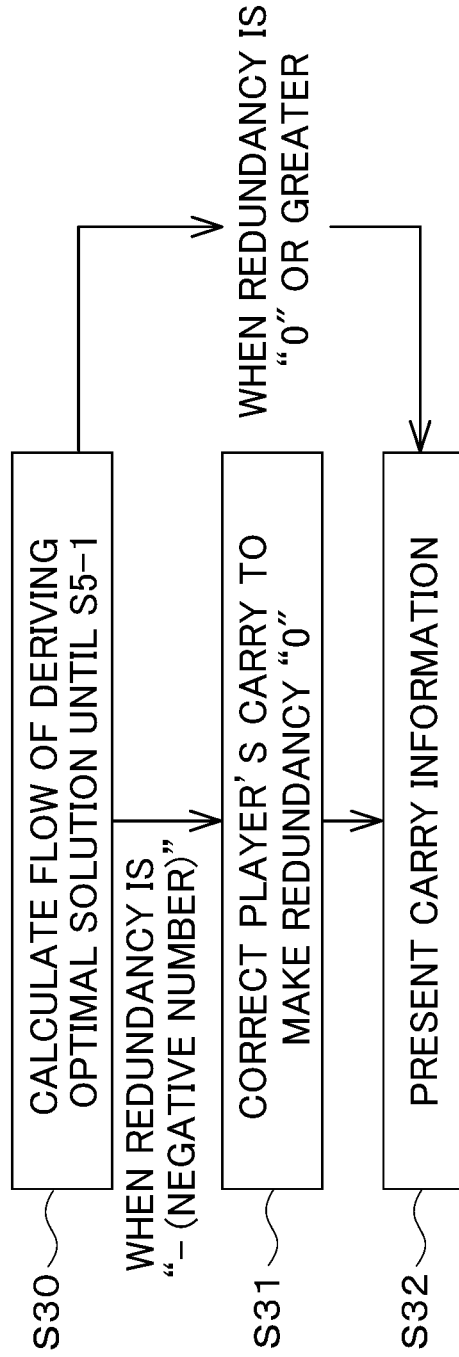 S30
CALCULATE FLOW OF DERIVING
OPTIMAL SOLUTION UNTIL S5-1
WHEN REDUNDANCY IS
“–(NEGATIVE NUMBER)”
WHEN REDUNDANCY IS
“0” OR GREATER
S31
CORRECT PLAYER'S CARRY TO
MAKE REDUNDANCY “0”
S32
PRESENT CARRY INFORMATION